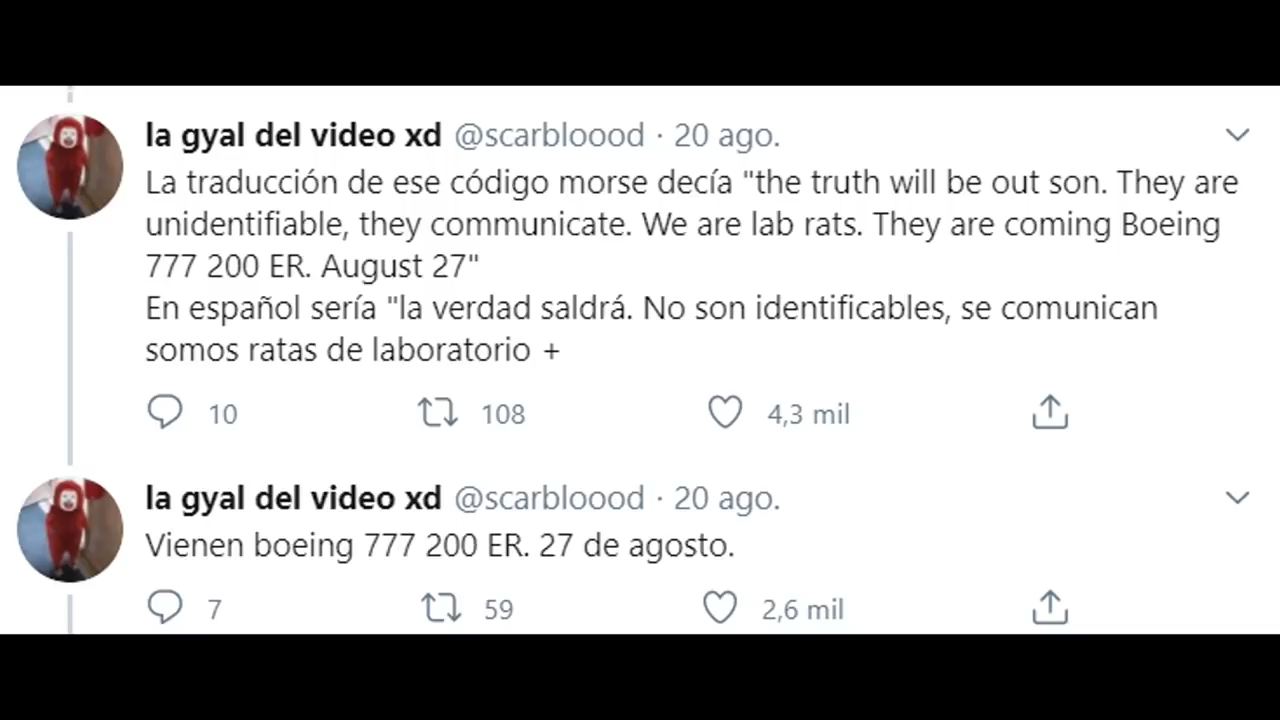 la gyal del video xd @scarbloood · 20 ago.
La traducción de ese código morse decía "the truth will be out son. They are
unidentifiable, they communicate. We are lab rats. They are coming Boeing
777 200 ER. August 27"
En español sería "la verdad saldrá. No son identificables, se comunican
somos ratas de laboratorio +
10 108 4,3 mil
la gyal del video xd @scarbloood · 20 ago.
Vienen boeing 777 200 ER. 27 de agosto.
7 59 2,6 mil